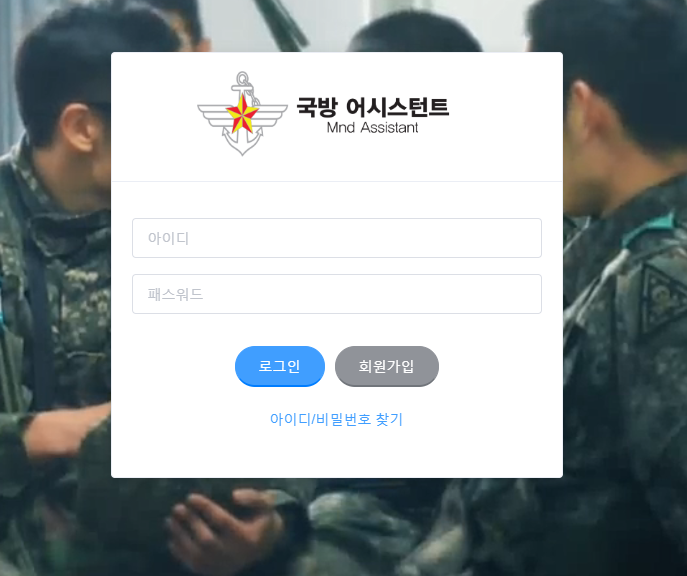 국방 어시스턴트
Mnd Assistant
아이디
패스워드
로그인 회원가입
아이디/비밀번호 찾기